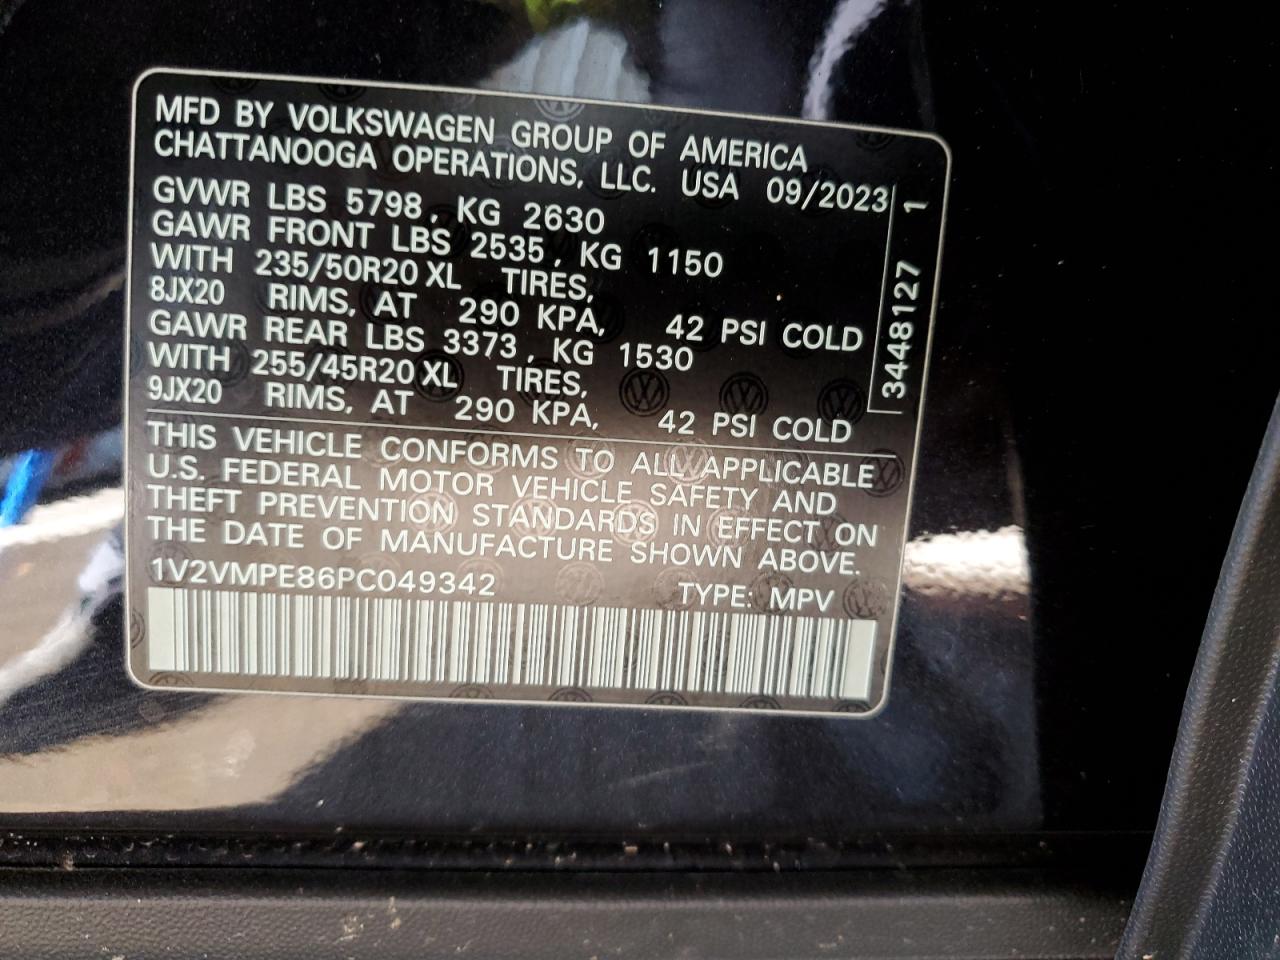 MFD BY VOLKSWAGEN GROUP OF AMERICA
CHATTANOOGA OPERATIONS, LLC. USA 09/2023
GVWR LBS 5798, KG 2630
GAWR FRONT LBS 2535, KG 1150
WITH 235/50R20 XL TIRES,
8JX20 RIMS, AT 290 KPA, 42 PSI COLD
GAWR REAR LBS 3373, KG 1530
WITH 255/45R20 XL TIRES,
9JX20 RIMS, AT 290 KPA, 42 PSI COLD
3448127 1
THIS VEHICLE CONFORMS TO ALL APPLICABLE
U.S. FEDERAL MOTOR VEHICLE SAFETY AND
THEFT PREVENTION STANDARDS IN EFFECT ON
THE DATE OF MANUFACTURE SHOWN ABOVE.
1V2VMPE86PC049342 TYPE: MPV